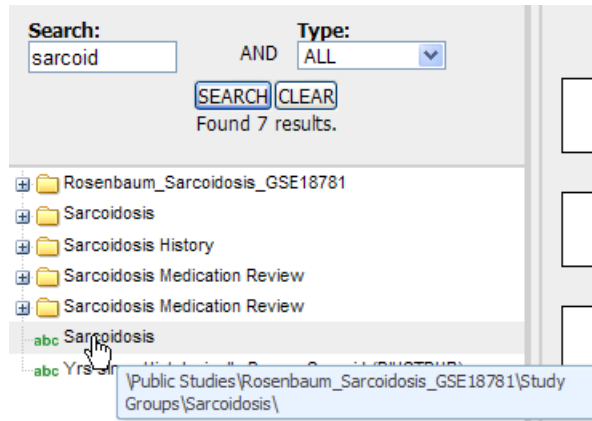 Search:
Type:
sarcoid
AND
ALL
SEARCH
CLEAR
Found 7 results.
Rosenbaum_Sarcoidosis_GSE18781
Sarcoidosis
Sarcoidosis History
Sarcoidosis Medication Review
Sarcoidosis Medication Review
abc Sarcoidosis
abc Yrs
\Public Studies\Rosenbaum_Sarcoidosis_GSE18781\Study
Groups\Sarcoidosis\